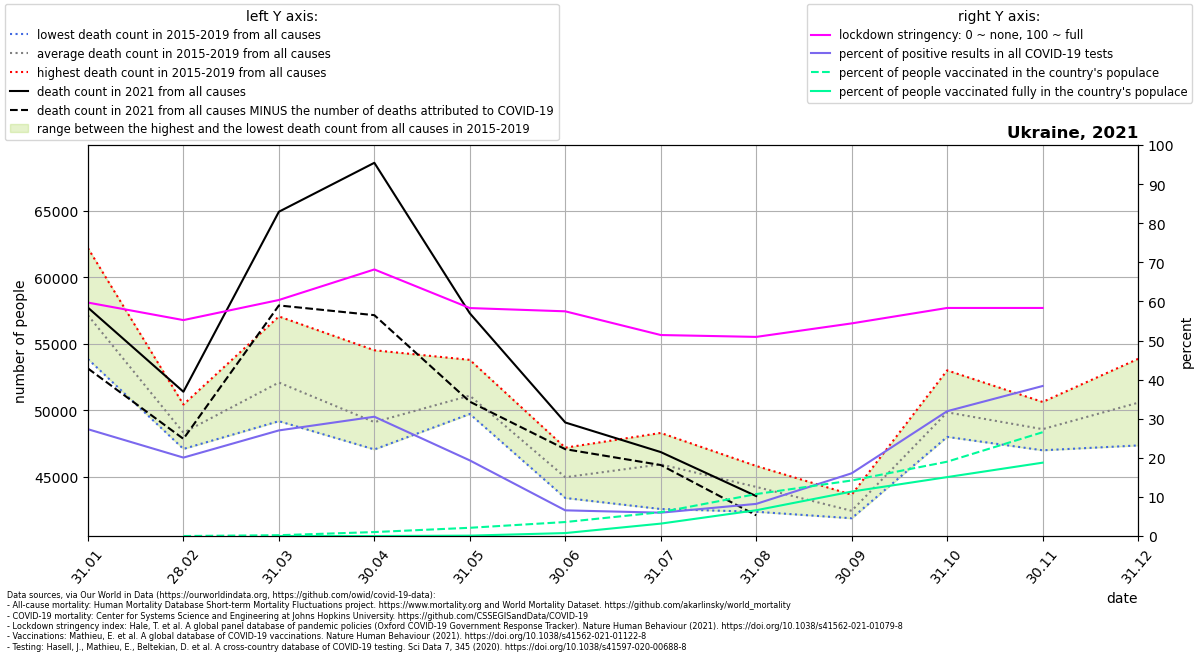 left Y axis:
lowest death count in 2015-2019 from all causes
average death count in 2015-2019 from all causes
highest death count in 2015-2019 from all causes
death count in 2021 from all causes
death count in 2021 from all causes MINUS the number of deaths attributed to COVID-19
range between the highest and the lowest death count from all causes in 2015-2019
right Y axis:
lockdown stringency: 0 ~ none, 100 ~ full
percent of positive results in all COVID-19 tests
percent of people vaccinated in the country's populace
percent of people vaccinated fully in the country's populace
Ukraine, 2021
number of people
65000
60000
55000
50000
45000
100
90
80
70
60
50
40
30
20
10
0
percent
31.01
28.02
31.03
30.04
31.05
30.06
31.07
31.08
30.09
31.10
30.11
31.12
date
Data sources, via Our World in Data (https://ourworldindata.org, https://github.com/owid/covid-19-data):
- All-cause mortality: Human Mortality Database Short-term Mortality Fluctuations project. https://www.mortality.org and World Mortality Dataset. https://github.com/akarlinsky/world_mortality
- COVID-19 mortality: Center for Systems Science and Engineering at Johns Hopkins University. https://github.com/CSSEGISandData/COVID-19
- Lockdown stringency index: Hale, T. et al. A global panel database of pandemic policies (Oxford COVID-19 Government Response Tracker). Nature Human Behaviour (2021). https://doi.org/10.1038/s41562-021-01079-8
- Vaccinations: Mathieu, E. et al. A global database of COVID-19 vaccinations. Nature Human Behaviour (2021). https://doi.org/10.1038/s41562-021-01122-8
- Testing: Hasell, J., Mathieu, E., Beltekian, D. et al. A cross-country database of COVID-19 testing. Sci Data 7, 345 (2020). https://doi.org/10.1038/s41597-020-00688-8